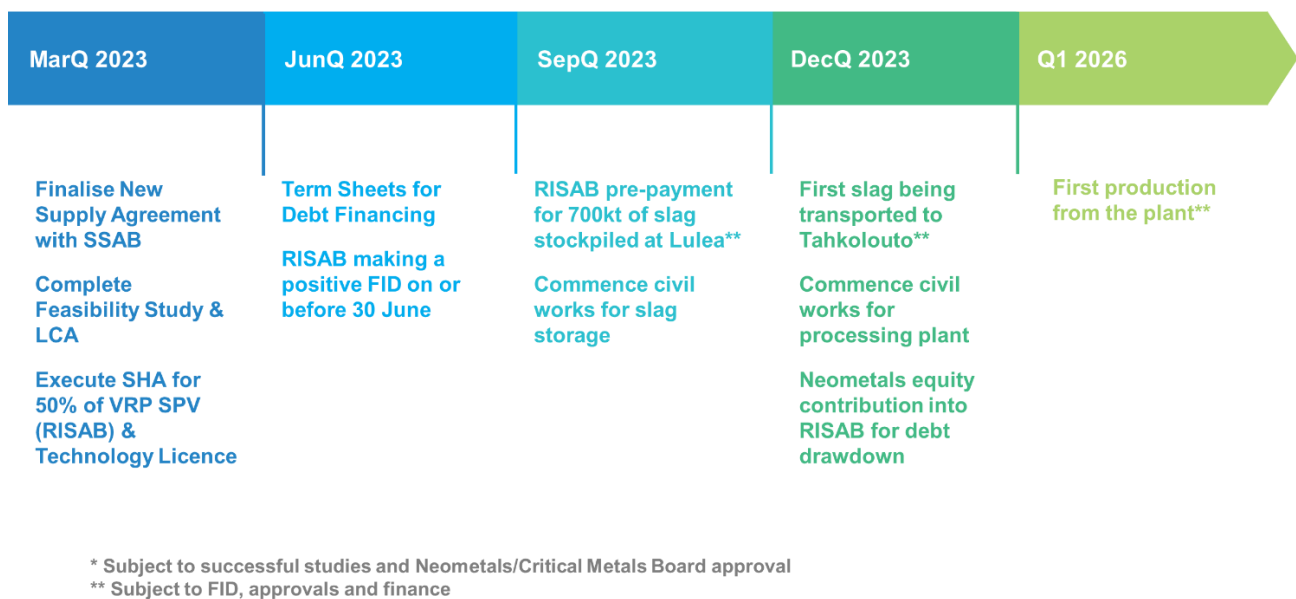 MarQ 2023
JunQ 2023
SepQ 2023
DecQ 2023
Q1 2026
Finalise New
Supply Agreement
with SSAB
Complete
Feasibility Study &
LCA
Execute SHA for
50% of VRP SPV
(RISAB) &
Technology Licence
Term Sheets for
Debt Financing
RISAB making a
positive FID on or
before 30 June
RISAB pre-payment
for 700kt of slag
stockpiled at Lulea**
Commence civil
works for slag
storage
First slag being
transported to
Tahkolouto**
Commence civil
works for
processing plant
Neometals equity
contribution into
RISAB for debt
drawdown
First production
from the plant**
* Subject to successful studies and Neometals/Critical Metals Board approval
** Subject to FID, approvals and finance